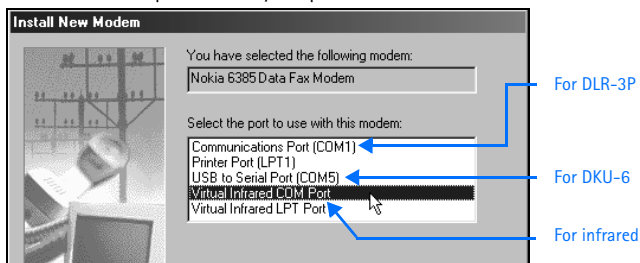 Install New Modem
You have selected the following modem:
Nokia 6385 Data Fax Modem
For DLR-3P
Select the port to use with this modem:
Communications Port (COM1)
Printer Port (LPT1)
USB to Serial Port (COM5)
For DKU-6
Virtual Infrared COM Port
Virtual Infrared LPT Port
For infrared